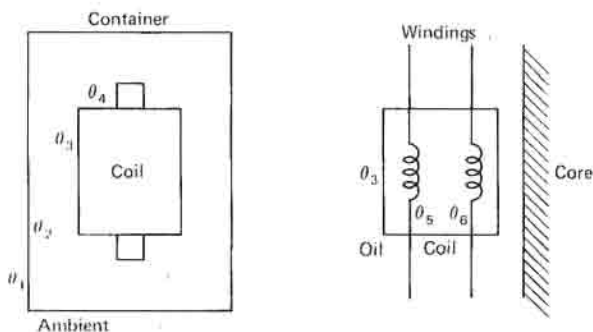 Container
θ4
θ3
Coil
θ2
θ1
Ambient
Windings
θ3
Core
θ5 θ6
Oil Coil